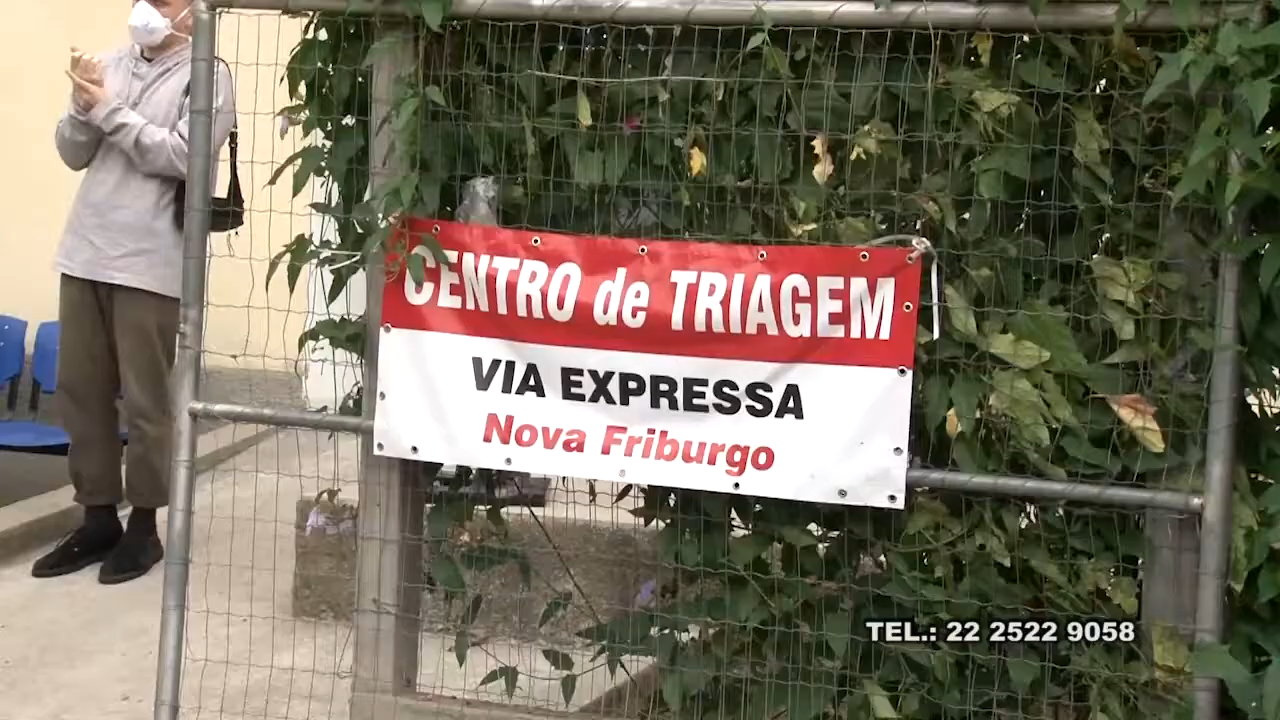 CENTRO de TRIAGEM
VIA EXPRESSA
Nova Friburgo
TEL.: 22 2522 9058